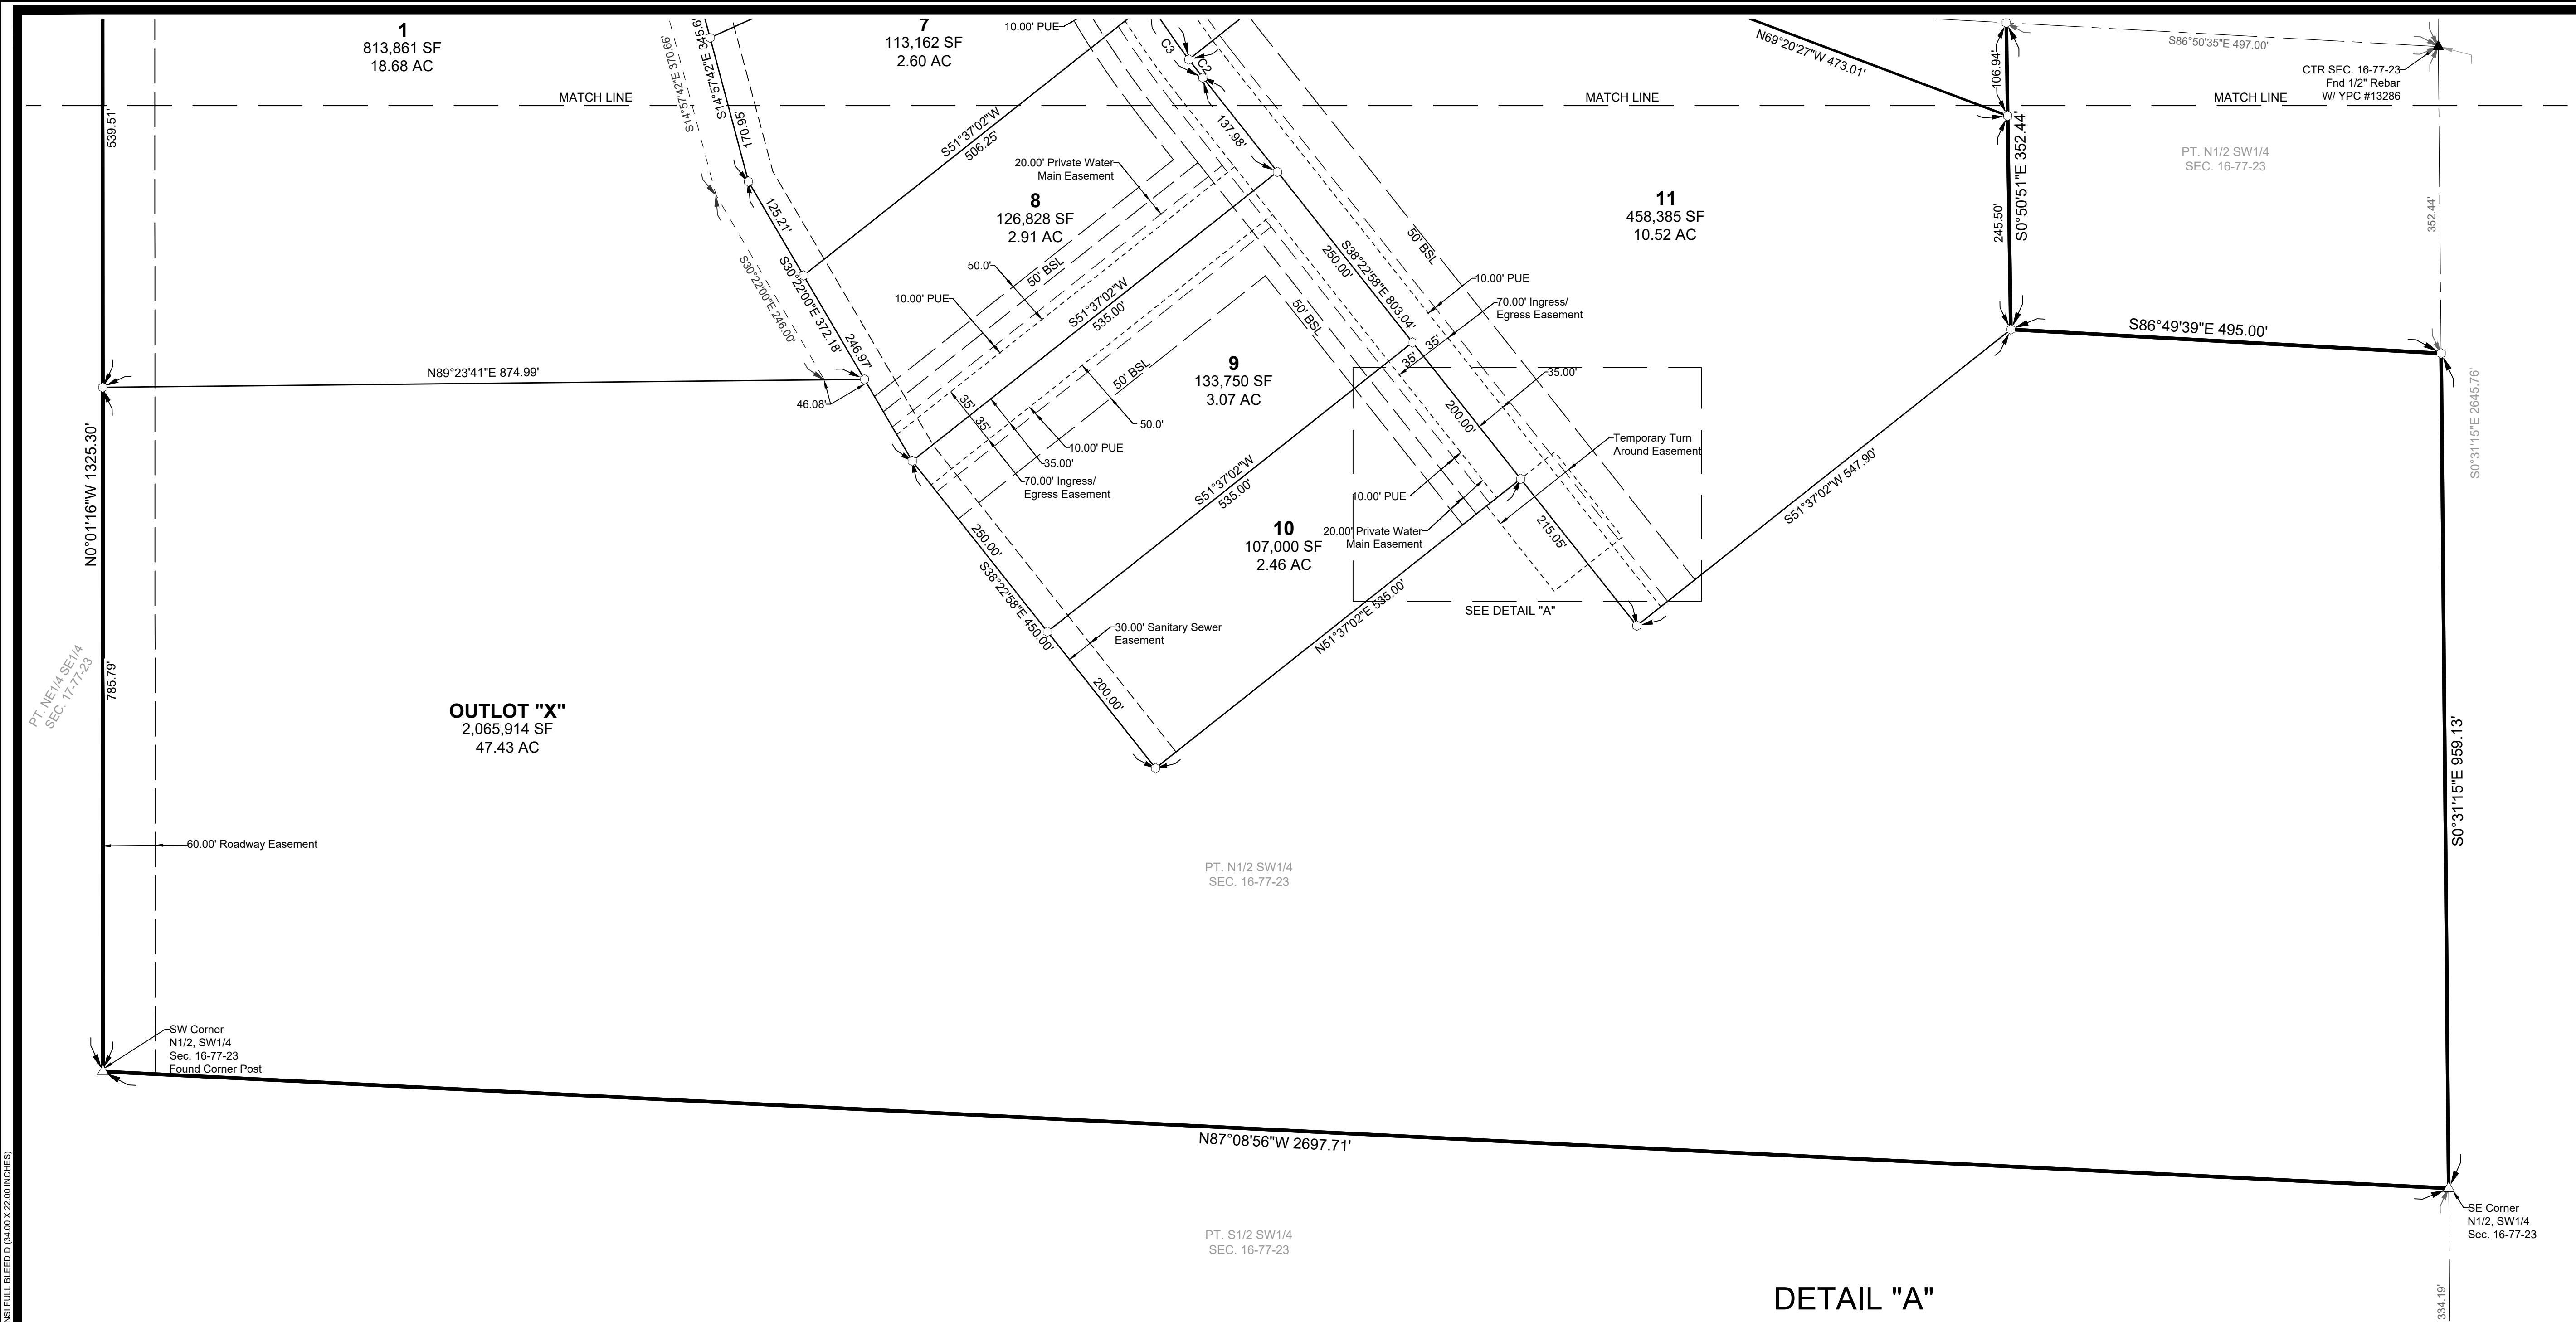 1
813,861 SF
18.68 AC
7
113,162 SF
2.60 AC
10.00' PUE
C3
C2
S14°57'42"E 370.66'
S14°57'42"E 345.6
170.95'
N69°20'27"W 473.01'
106.94'
S86°50'35"E 497.00'
CTR SEC. 16-77-23
Fnd 1/2" Rebar
W/ YPC #13286
MATCH LINE
MATCH LINE
MATCH LINE
539.51'
S51°37'02"W
506.25'
137.98'
20.00' Private Water
Main Easement
8
126,828 SF
2.91 AC
11
458,385 SF
10.52 AC
PT. N1/2 SW1/4
SEC. 16-77-23
S0°50'51"E 352.44'
245.50'
352.44'
125.21'
S30°22'00"E 246.00'
S30°22'00"E 372.18'
246.97'
50.0'
50' BSL
10.00' PUE
S51°37'02"W
535.00'
S38°22'58"E 803.04'
250.00'
50' BSL
10.00' PUE
70.00' Ingress/
Egress Easement
50' BSL
50' BSL
35'
35'
S86°49'39"E 495.00'
N89°23'41"E 874.99'
46.08'
9
133,750 SF
3.07 AC
35.00'
200.00'
35'
35'
50.0'
10.00' PUE
35.00'
70.00' Ingress/
Egress Easement
Temporary Turn
Around Easement
S0°31'15"E 2645.76'
N0°01'16"W 1325.30'
S51°37'02"W
535.00'
10.00' PUE
20.00' Private Water
Main Easement
10
107,000 SF
2.46 AC
215.05'
S51°37'02"W 547.90'
250.00'
S38°22'58"E 450.00'
N51°37'02"E 535.00'
SEE DETAIL "A"
30.00' Sanitary Sewer
Easement
200.00'
PT. NE1/4 SE1/4
SEC. 17-77-23
785.79'
OUTLOT "X"
2,065,914 SF
47.43 AC
S0°31'15"E 959.13'
60.00' Roadway Easement
PT. N1/2 SW1/4
SEC. 16-77-23
SW Corner
N1/2, SW1/4
Sec. 16-77-23
Found Corner Post
N87°08'56"W 2697.71'
SE Corner
N1/2, SW1/4
Sec. 16-77-23
PT. S1/2 SW1/4
SEC. 16-77-23
DETAIL "A"
334.19'
NSI FULL BLEED D (34.00 X 22.00 INCHES)